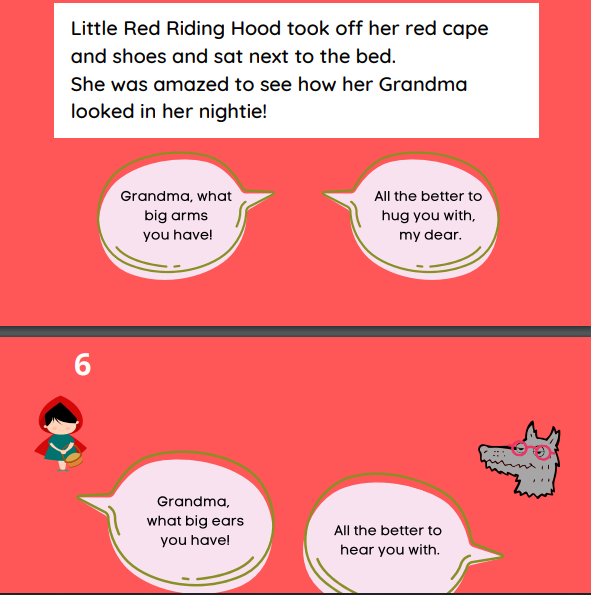 Little Red Riding Hood took off her red cape
and shoes and sat next to the bed.
She was amazed to see how her Grandma
looked in her nightie!
Grandma, what
big arms
you have!
All the better to
hug you with,
my dear.
6
Grandma,
what big ears
you have!
All the better to
hear you with.